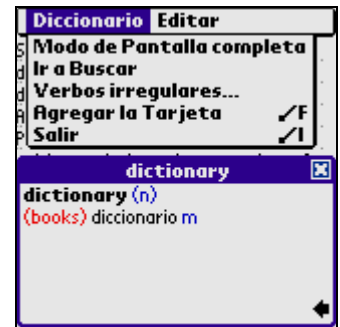 Diccionario Editar
Modo de Pantalla completa
Ir a Buscar
Verbos irregulares...
Agregar la Tarjeta /F
Salir /I
dictionary
dictionary (n)
(books) diccionario m